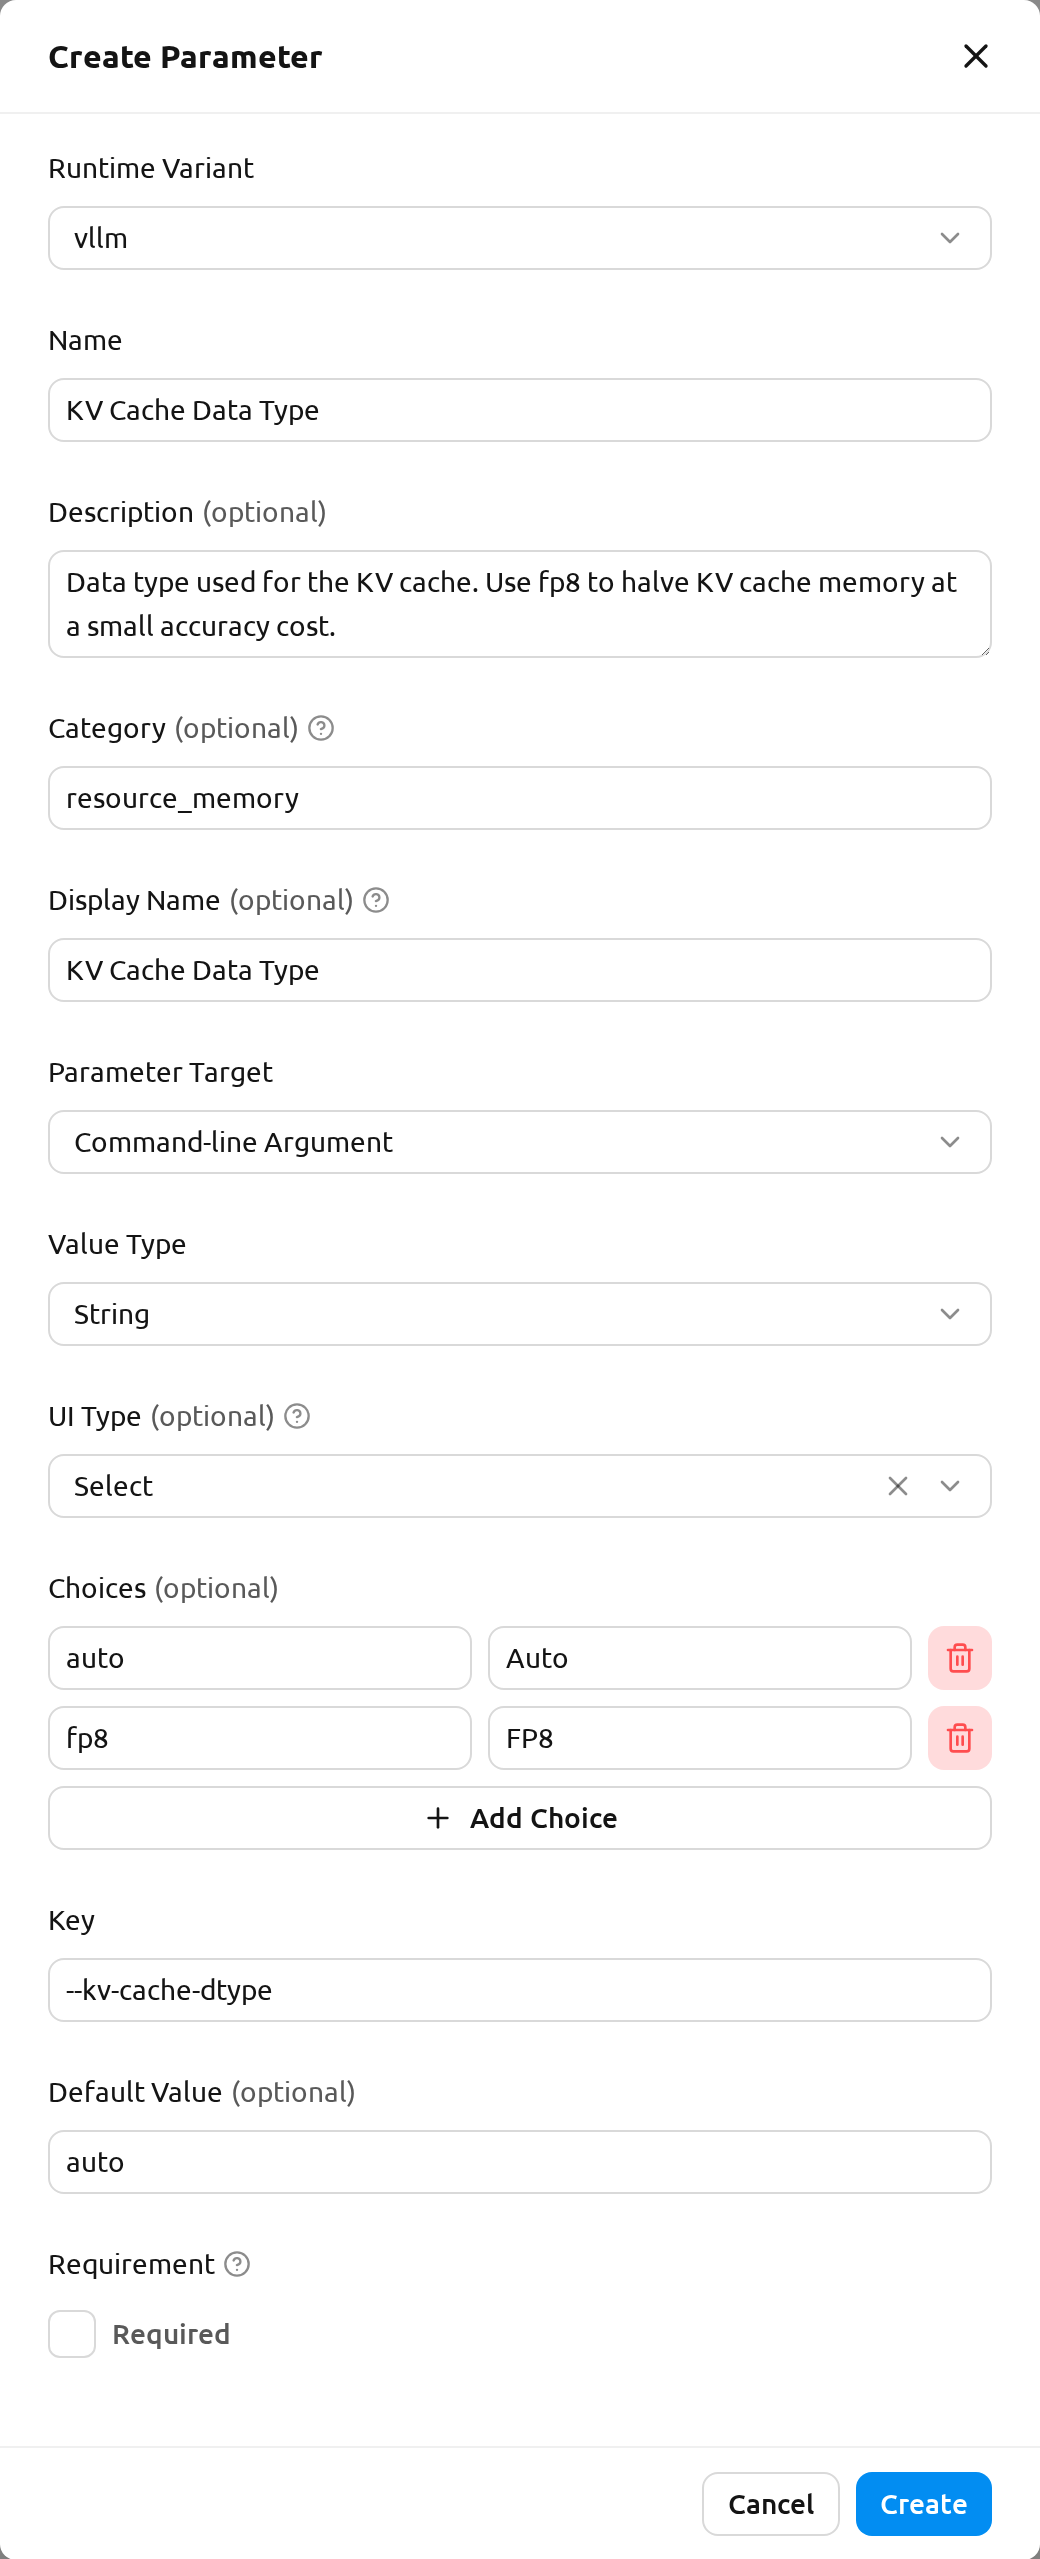 Create Parameter
Runtime Variant
vllm
Name
KV Cache Data Type
Description (optional)
Data type used for the KV cache. Use fp8 to halve KV cache memory at
a small accuracy cost.
Category (optional)
resource_memory
Display Name (optional)
KV Cache Data Type
Parameter Target
Command-line Argument
Value Type
String
UI Type (optional)
Select
Choices (optional)
auto Auto
fp8 FP8
Add Choice
Key
--kv-cache-dtype
Default Value (optional)
auto
Requirement
Required
Cancel Create